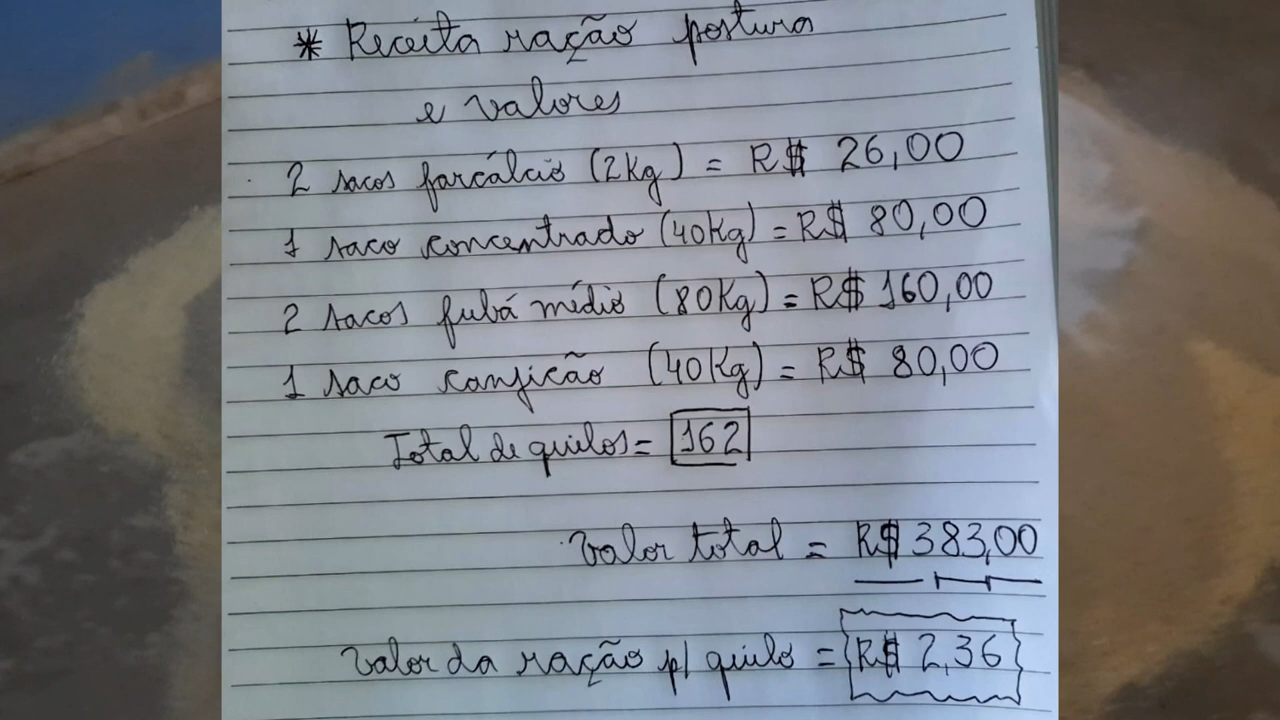 * Receita ração postura
e valores
2 sacos farcálcio (2Kg) = R$ 26,00
1 saco concentrado (40Kg) = R$ 80,00
2 sacos fubá médio (80Kg) = R$ 160,00
1 saco canjicão (40Kg) = R$ 80,00
Total de quilos = 162
Valor total = R$ 383,00
Valor da ração p/ quilo = R$ 2,36